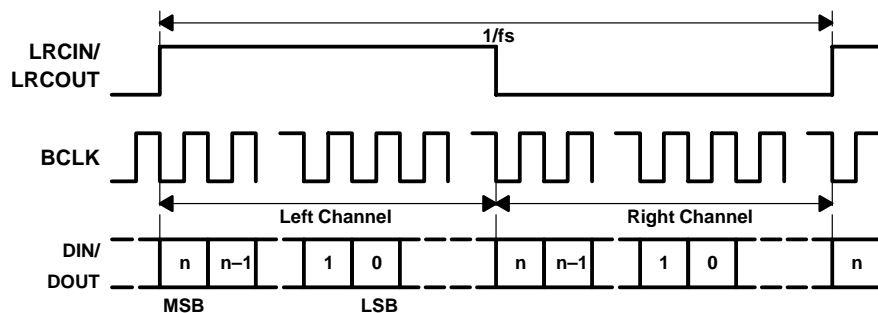 1/fs
LRCIN/
LRCOUT
BCLK
Left Channel Right Channel
DIN/
DOUT
n n–1 1 0 n n–1 1 0 n
MSB LSB